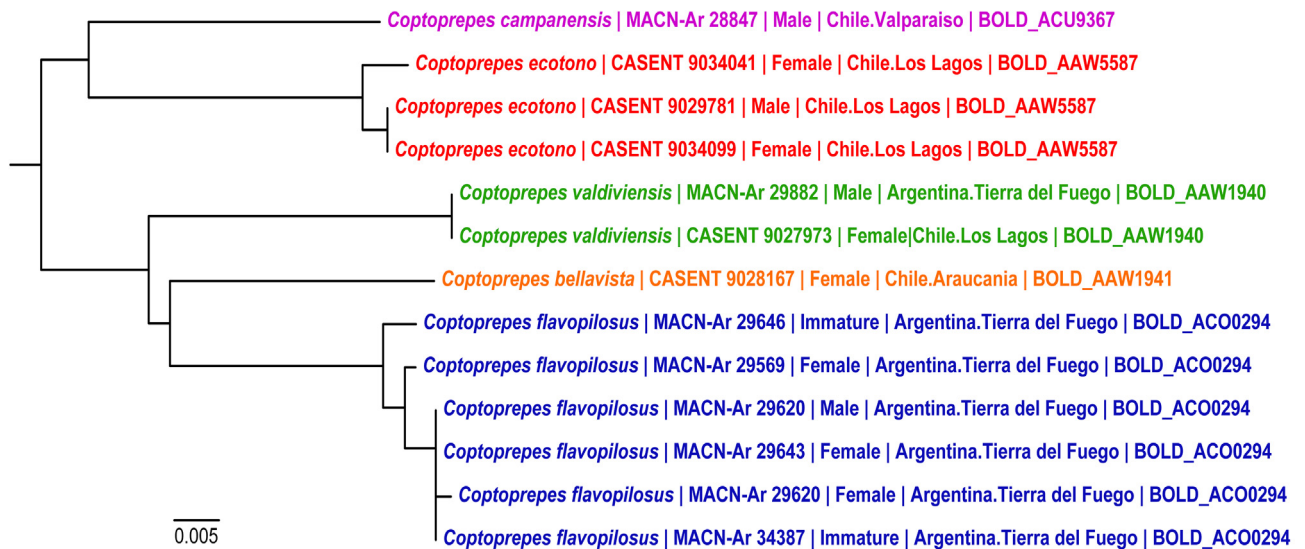 Coptoprepes campanensis | MACN-Ar 28847 | Male | Chile.Valparaiso | BOLD_ACU9367
Coptoprepes ecotono | CASENT 9034041 | Female | Chile.Los Lagos | BOLD_AAW5587
Coptoprepes ecotono | CASENT 9029781 | Male | Chile.Los Lagos | BOLD_AAW5587
Coptoprepes ecotono | CASENT 9034099 | Female | Chile.Los Lagos | BOLD_AAW5587
Coptoprepes valdiviensis | MACN-Ar 29882 | Male | Argentina.Tierra del Fuego | BOLD_AAW1940
Coptoprepes valdiviensis | CASENT 9027973 | Female|Chile.Los Lagos | BOLD_AAW1940
Coptoprepes bellavista | CASENT 9028167 | Female | Chile.Araucania | BOLD_AAW1941
Coptoprepes flavopilosus | MACN-Ar 29646 | Immature | Argentina.Tierra del Fuego | BOLD_ACO0294
Coptoprepes flavopilosus | MACN-Ar 29569 | Female | Argentina.Tierra del Fuego | BOLD_ACO0294
Coptoprepes flavopilosus | MACN-Ar 29620 | Male | Argentina.Tierra del Fuego | BOLD_ACO0294
Coptoprepes flavopilosus | MACN-Ar 29643 | Female | Argentina.Tierra del Fuego | BOLD_ACO0294
Coptoprepes flavopilosus | MACN-Ar 29620 | Female | Argentina.Tierra del Fuego | BOLD_ACO0294
Coptoprepes flavopilosus | MACN-Ar 34387 | Immature | Argentina.Tierra del Fuego | BOLD_ACO0294
0.005